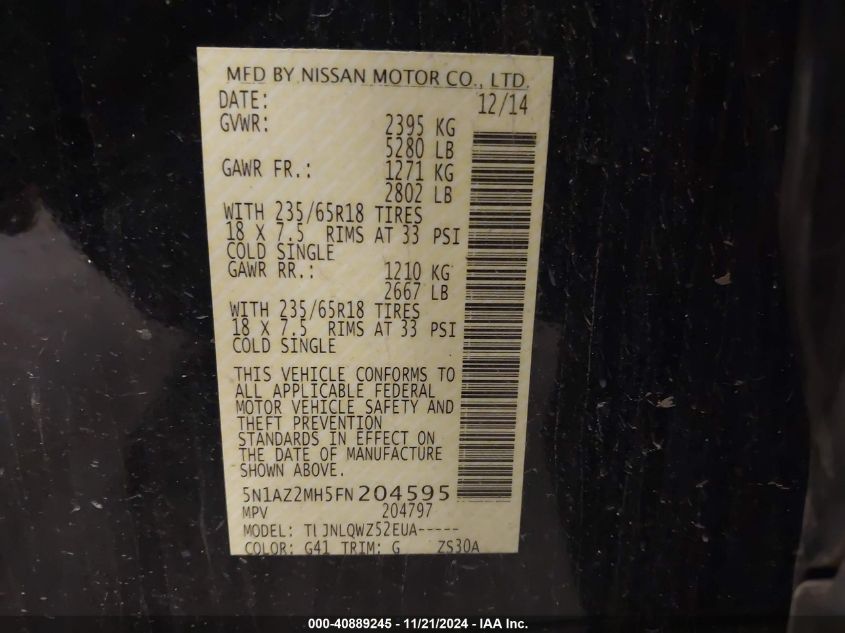 MFD BY NISSAN MOTOR CO., LTD.
DATE: 12/14
GVWR: 2395 KG
5280 LB
GAWR FR.: 1271 KG
2802 LB
WITH 235/65R18 TIRES
18 X 7.5 RIMS AT 33 PSI
COLD SINGLE
GAWR RR.: 1210 KG
2667 LB
WITH 235/65R18 TIRES
18 X 7.5 RIMS AT 33 PSI
COLD SINGLE
THIS VEHICLE CONFORMS TO
ALL APPLICABLE FEDERAL
MOTOR VEHICLE SAFETY AND
THEFT PREVENTION
STANDARDS IN EFFECT ON
THE DATE OF MANUFACTURE
SHOWN ABOVE.
5N1AZ2MH5FN204595
MPV 204797
MODEL: TLJNLQWZ52EUA-----
COLOR: G41 TRIM: G ZS30A
000-40889245 - 11/21/2024 - IAA Inc.